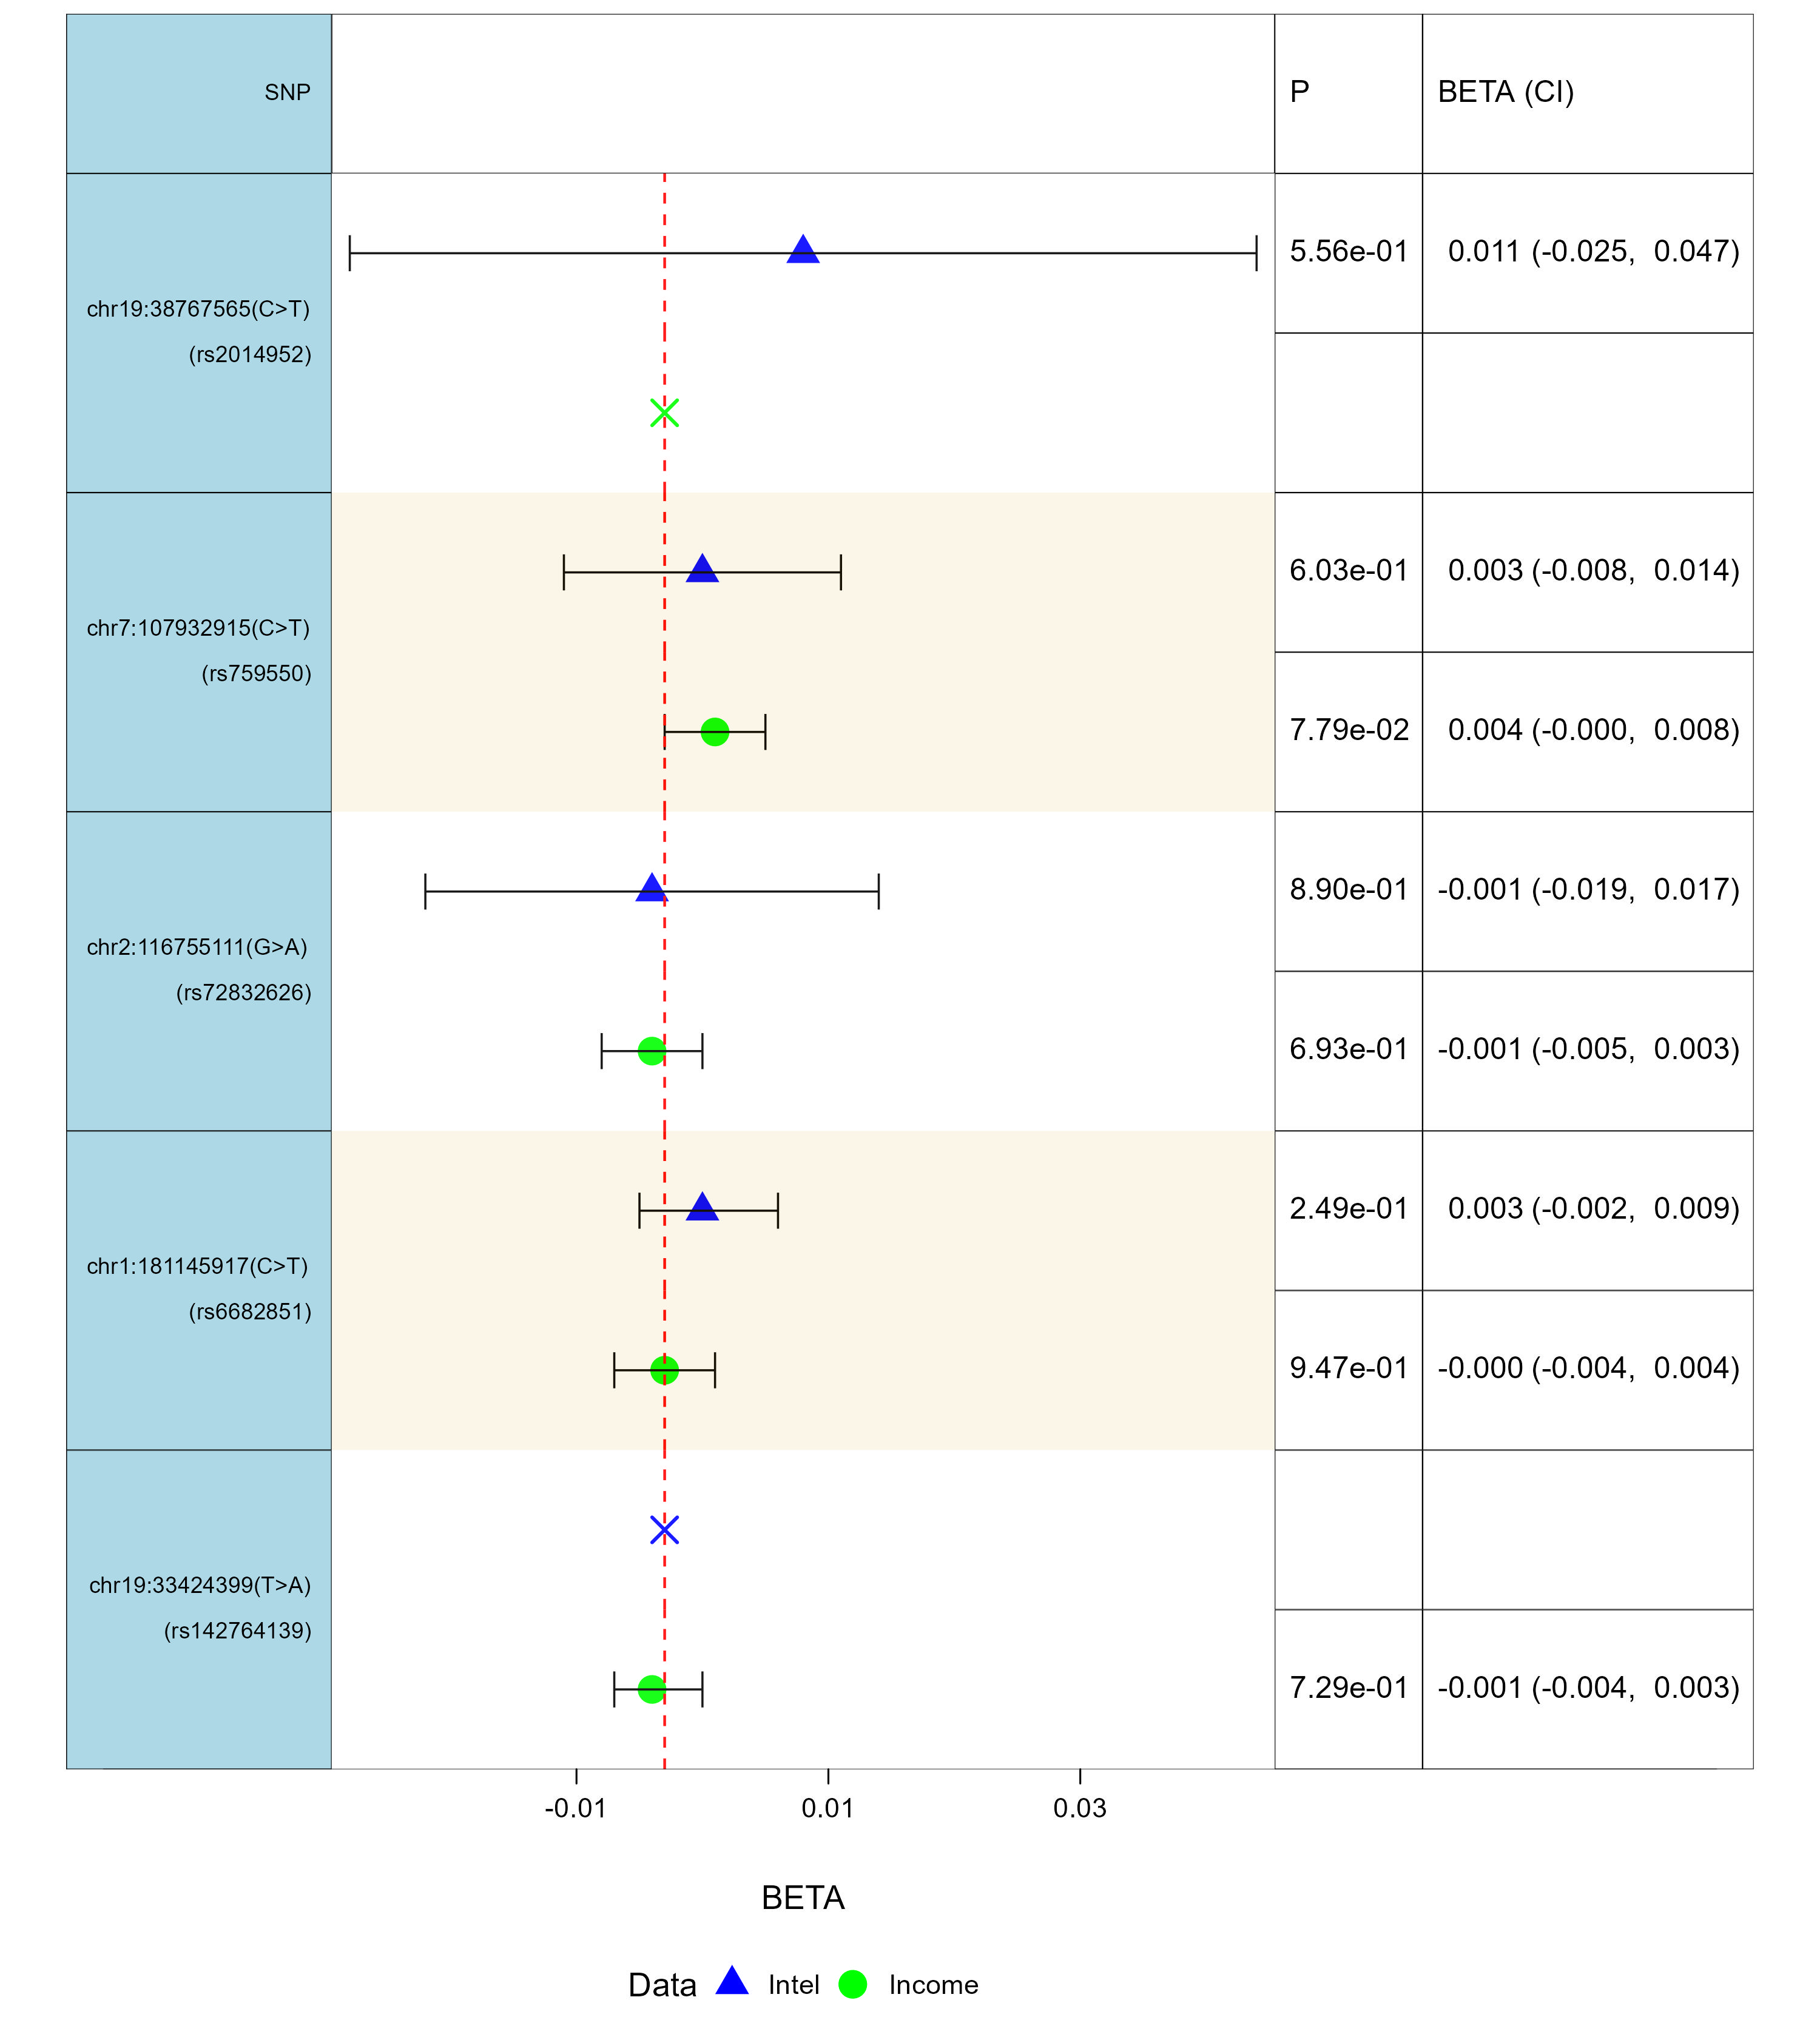 SNP P BETA (CI)
5.56e-01 0.011 (-0.025, 0.047)
chr19:38767565(C>T)
(rs2014952)
6.03e-01 0.003 (-0.008, 0.014)
chr7:107932915(C>T)
(rs759550)
7.79e-02 0.004 (-0.000, 0.008)
8.90e-01 -0.001 (-0.019, 0.017)
chr2:116755111(G>A)
(rs72832626)
6.93e-01 -0.001 (-0.005, 0.003)
2.49e-01 0.003 (-0.002, 0.009)
chr1:181145917(C>T)
(rs6682851)
9.47e-01 -0.000 (-0.004, 0.004)
chr19:33424399(T>A)
(rs142764139)
7.29e-01 -0.001 (-0.004, 0.003)
-0.01 0.01 0.03
BETA
Data Intel Income